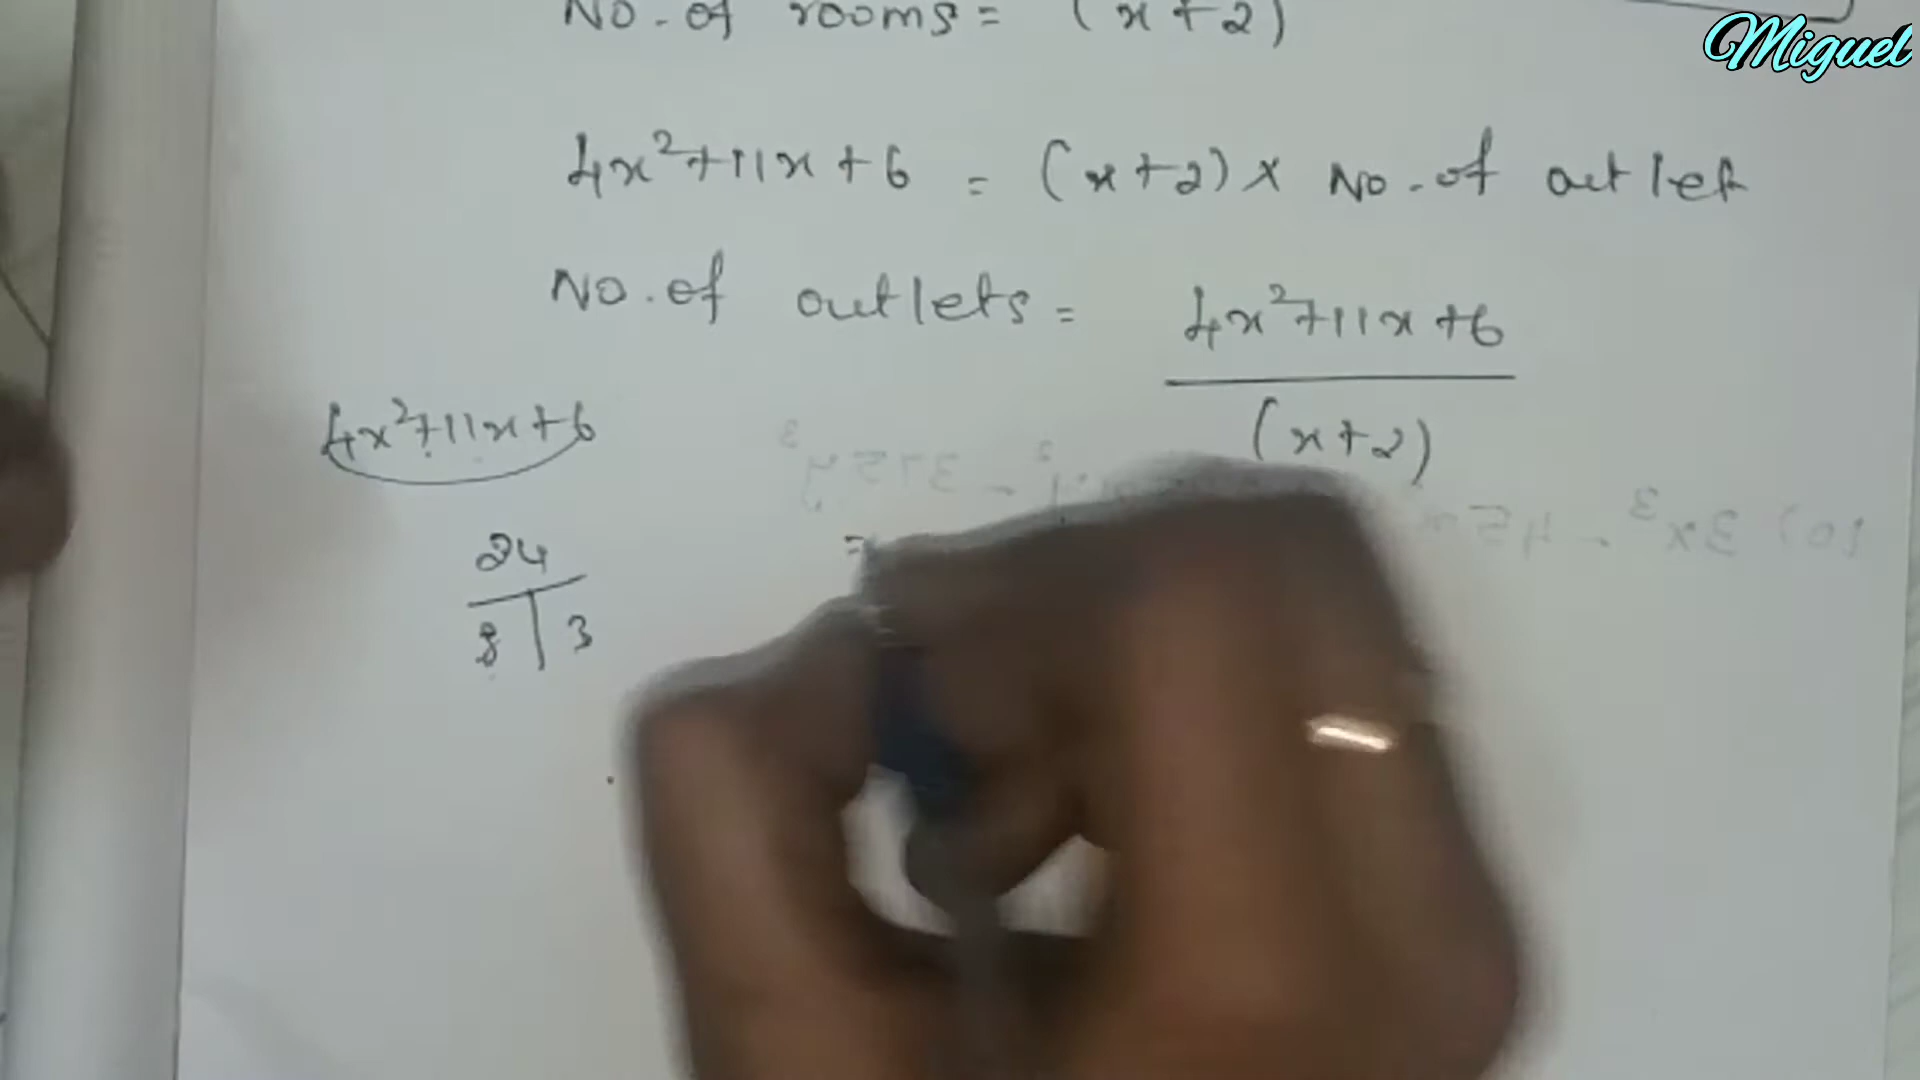 No. of rooms = (x+2)
Miguel
4x²+11x+6 = (x+2) x No. of outlet
No. of outlets = 4x²+11x+6
(x+2)
4x²+11x+6
24
8 | 3
=